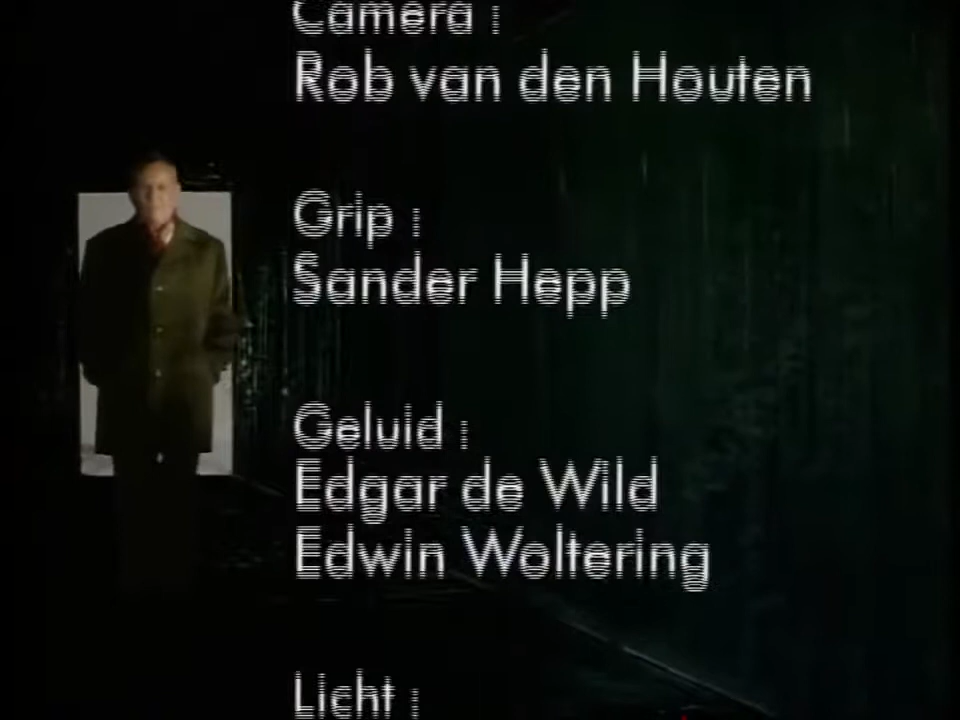 Camera :
Rob van den Houten
Grip :
Sander Hepp
Geluid :
Edgar de Wild
Edwin Woltering
Licht :